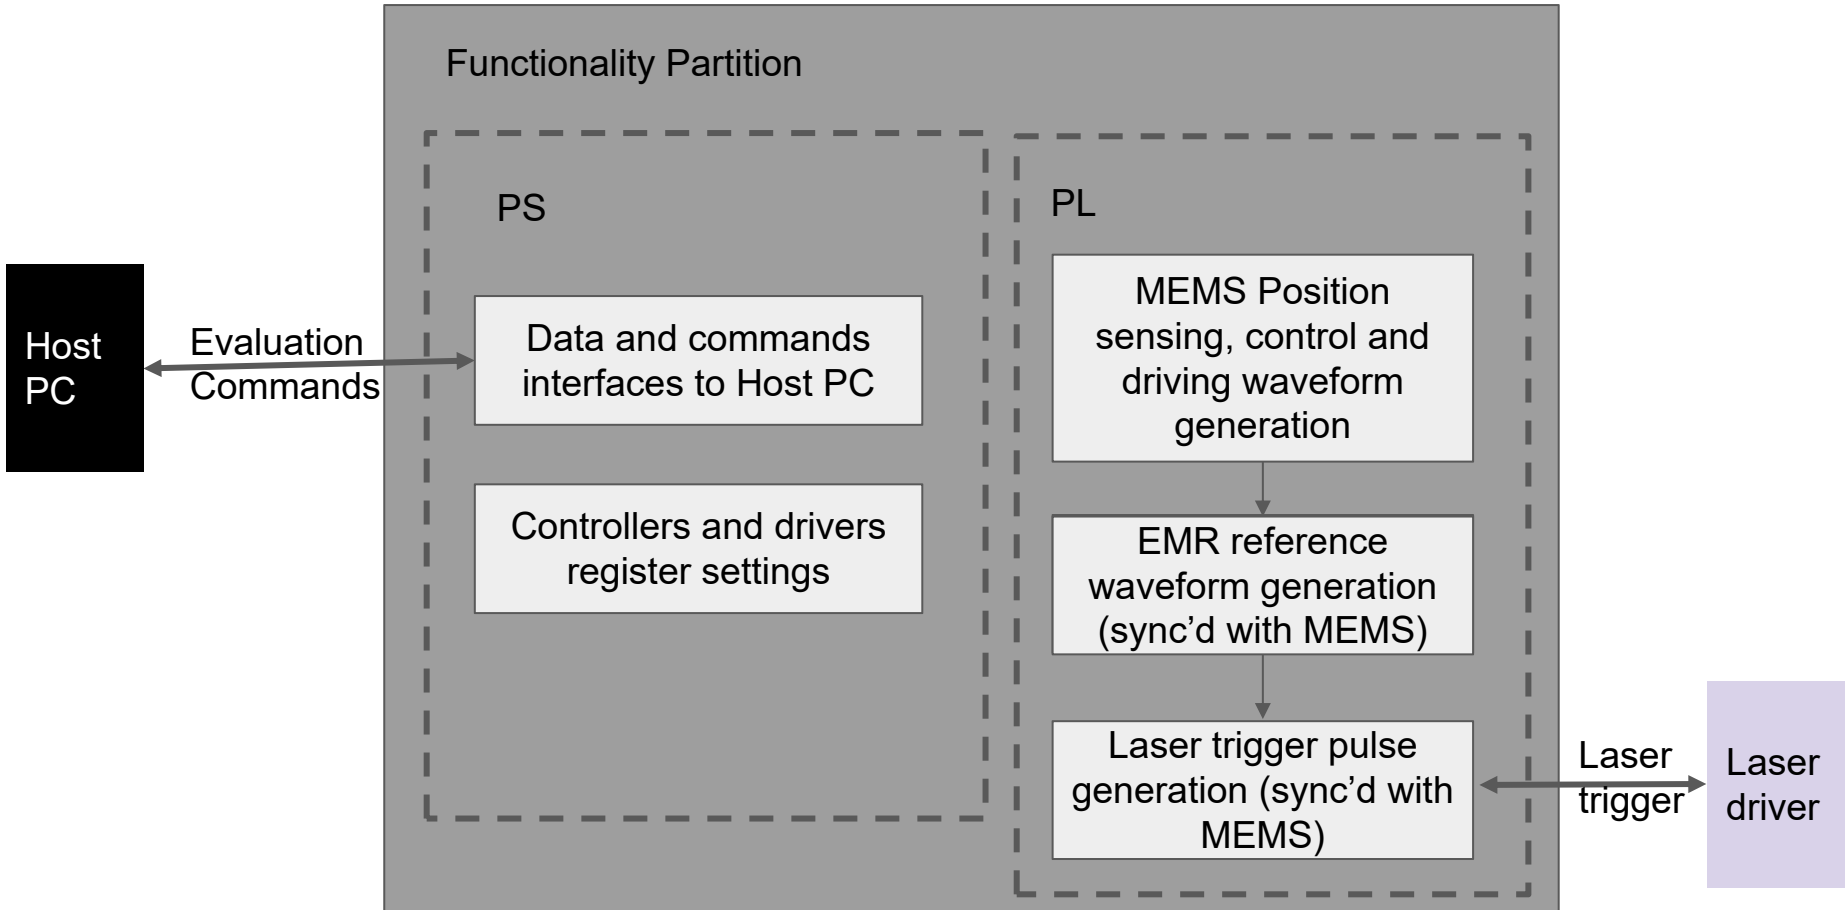 Functionality Partition
PS
PL
Host
PC
Evaluation
Commands
Data and commands
interfaces to Host PC
Controllers and drivers
register settings
MEMS Position
sensing, control and
driving waveform
generation
EMR reference
waveform generation
(sync’d with MEMS)
Laser trigger pulse
generation (sync’d with
MEMS)
Laser
trigger
Laser
driver